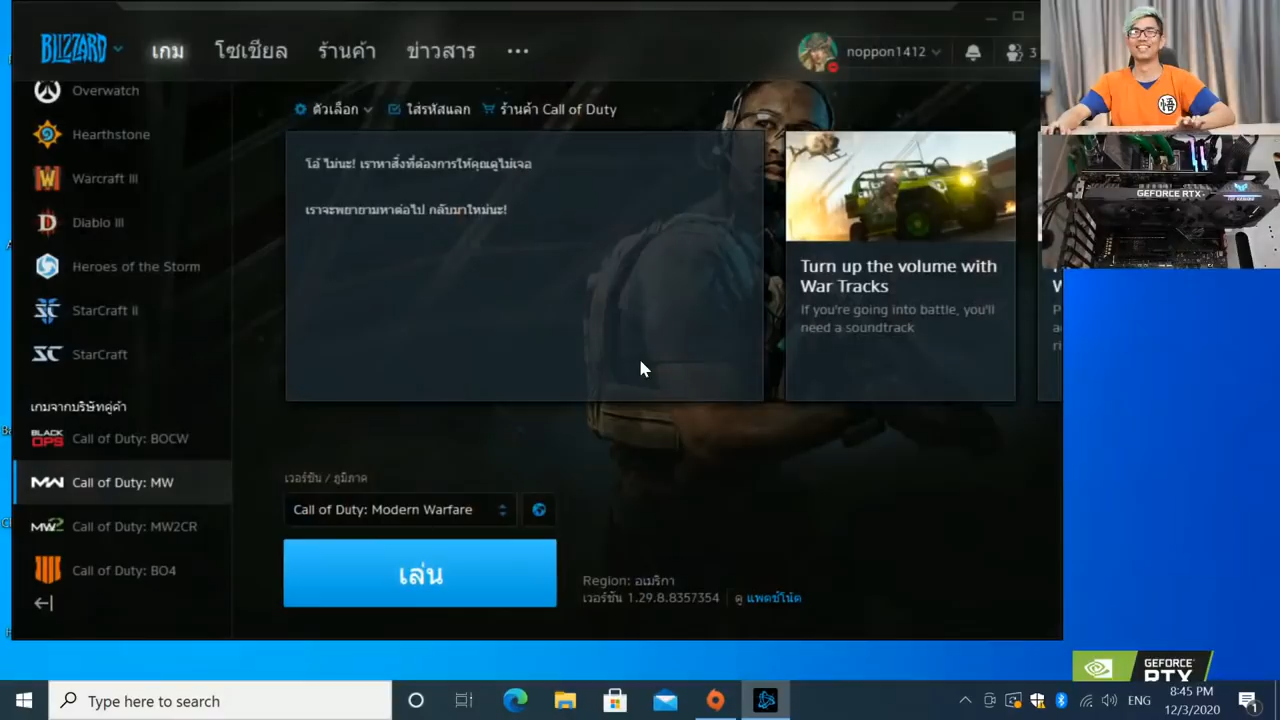 BLIZZARD
เกม
โซเชียล
ร้านค้า
ข่าวสาร
noppon1412
3
Overwatch
Hearthstone
Warcraft III
Diablo III
Heroes of the Storm
StarCraft II
StarCraft
เกมจากบริษัทคู่ค้า
BLACK OPS
Call of Duty: BOCW
MW
Call of Duty: MW
MW2
Call of Duty: MW2CR
Call of Duty: BO4
ตัวเลือก
ใส่รหัสแลก
ร้านค้า Call of Duty
โอ้ ไม่นะ! เราหาสิ่งที่ต้องการให้คุณดูไม่เจอ
เราจะพยายามหาต่อไป กลับมาใหม่นะ!
Turn up the volume with
War Tracks
If you're going into battle, you'll
need a soundtrack
เวอร์ชัน / ภูมิภาค
Call of Duty: Modern Warfare
เล่น
Region: อเมริกา
เวอร์ชัน 1.29.8.8357354
ดู แพตช์โน้ต
悟
GEFORCE RTX
GEFORCE
RTX
Type here to search
ENG
8:45 PM
12/3/2020
1